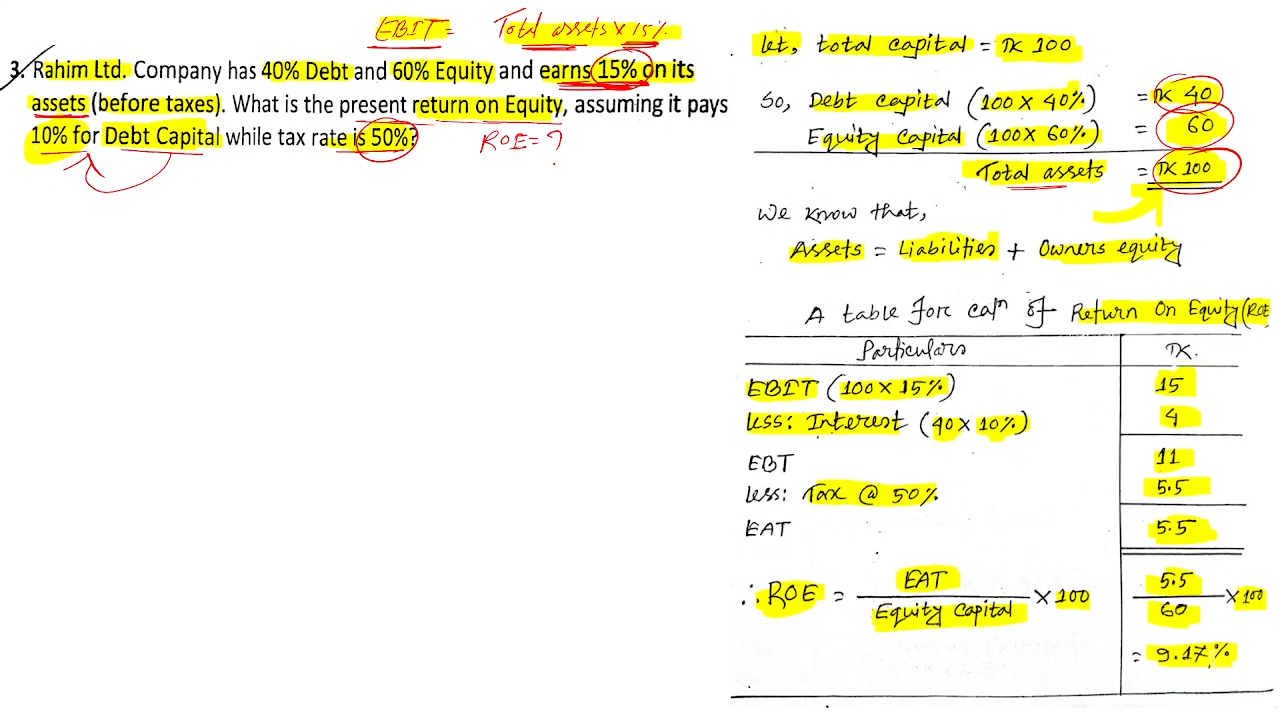 EBIT = Total assets x 15%
3. Rahim Ltd. Company has 40% Debt and 60% Equity and earns 15% on its
assets (before taxes). What is the present return on Equity, assuming it pays
10% for Debt Capital while tax rate is 50%?
ROE = ?
Let, total capital = TK 100
So, Debt capital (100 X 40%) = TK 40
Equity Capital (100X 60%) = 60
Total assets = TK 100
We know that,
Assets = Liabilities + Owners equity
A table for caln of Return On Equity (ROE
Particulars TK.
EBIT (100 x 15%) 15
Less: Interest (40 x 10%) 4
EBT 11
Less: Tax @ 50% 5.5
EAT 5.5
∴ ROE = EAT / Equity Capital X 100 5.5 / 60 X 100
= 9.17%